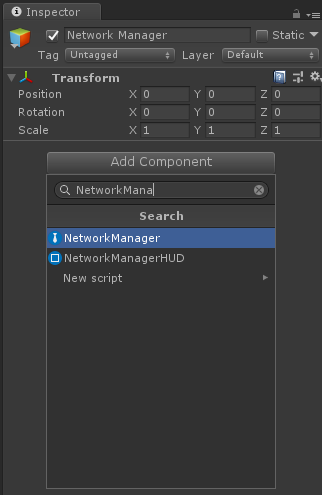 Inspector
Network Manager Static
Tag Untagged Layer Default
Transform
Position X 0 Y 0 Z 0
Rotation X 0 Y 0 Z 0
Scale X 1 Y 1 Z 1
Add Component
NetworkMana
Search
NetworkManager
NetworkManagerHUD
New script